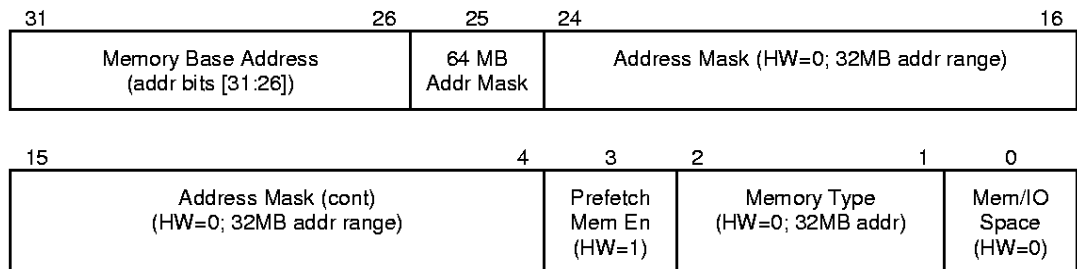 31 26 25 24 16
Memory Base Address 64 MB Address Mask (HW=0; 32MB addr range)
(addr bits [31:26]) Addr Mask
15 4 3 2 1 0
Address Mask (cont) Prefetch Memory Type Mem/IO
(HW=0; 32MB addr range) Mem En (HW=0; 32MB addr) Space
(HW=1) (HW=0)